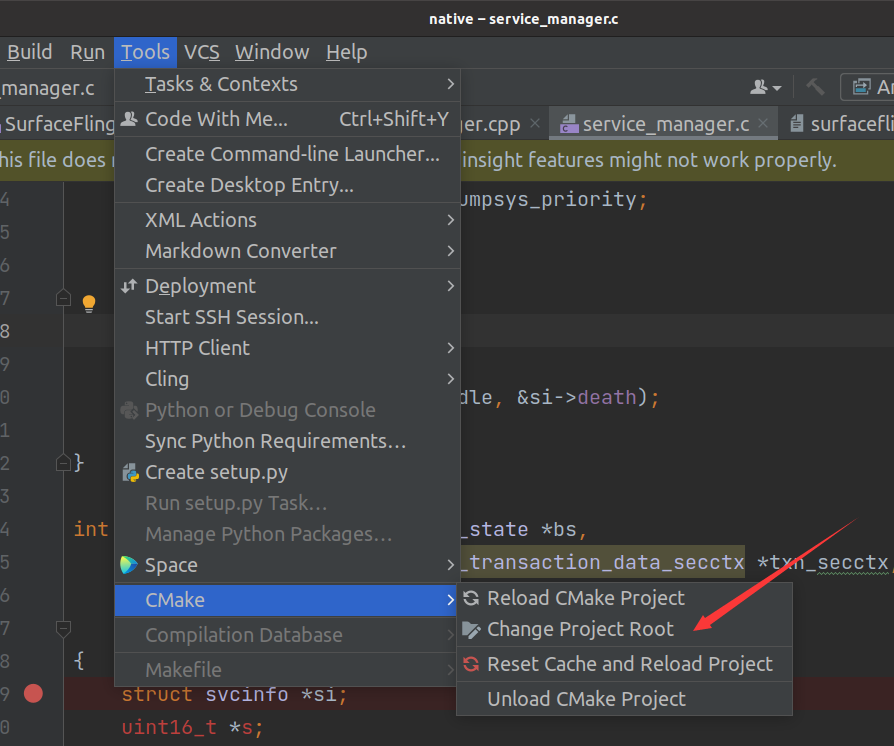 native – service_manager.c
Build Run Tools VCS Window Help
manager.c
An
SurfaceFling
ger.cpp
service_manager.c
surfacefli
his file does
insight features might not work properly.
Tasks & Contexts
Code With Me... Ctrl+Shift+Y
Create Command-line Launcher...
Create Desktop Entry...
XML Actions
Markdown Converter
Deployment
Start SSH Session...
HTTP Client
Cling
Python or Debug Console
Sync Python Requirements...
Create setup.py
Run setup.py Task...
Manage Python Packages...
Space
CMake
Compilation Database
Makefile
Reload CMake Project
Change Project Root
Reset Cache and Reload Project
Unload CMake Project
4 umpsys_priority;
5
6
7
8
9
0 dle, &si->death);
1
2 }
3
4 int _state *bs,
5 _transaction_data_secctx *txn_secctx,
6
7
8 {
9 struct svcinfo *si;
0 uint16_t *s;